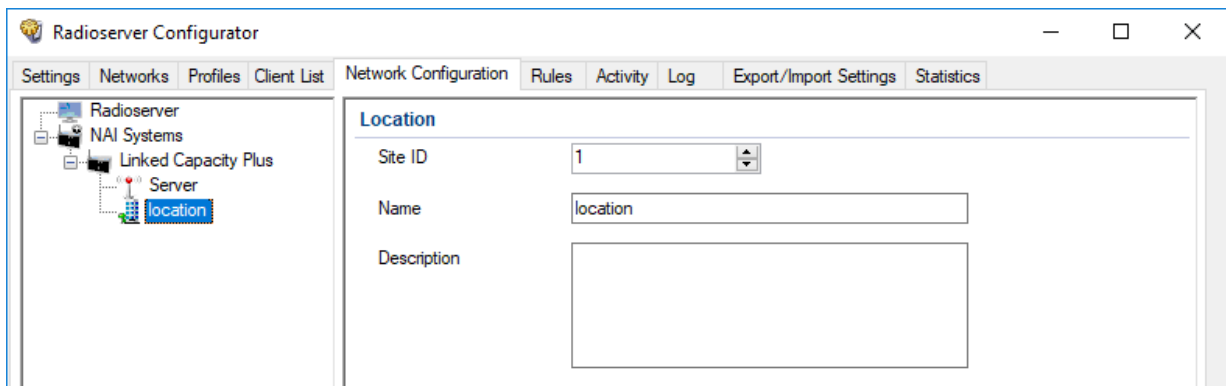 Radioserver Configurator
Settings Networks Profiles Client List Network Configuration Rules Activity Log Export/Import Settings Statistics
Radioserver
NAI Systems
Linked Capacity Plus
Server
location
Location
Site ID 1
Name location
Description